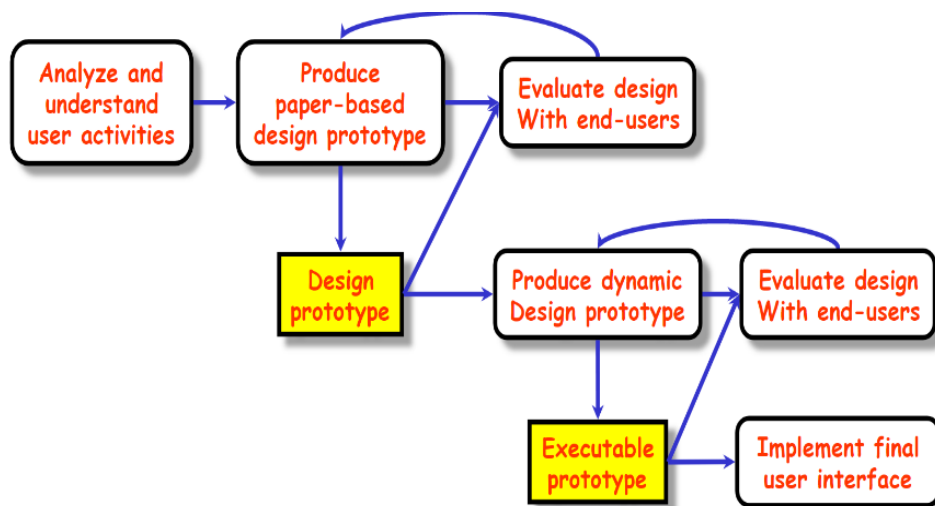 Analyze and
understand
user activities
Produce
paper-based
design prototype
Evaluate design
With end-users
Design
prototype
Produce dynamic
Design prototype
Evaluate design
With end-users
Executable
prototype
Implement final
user interface